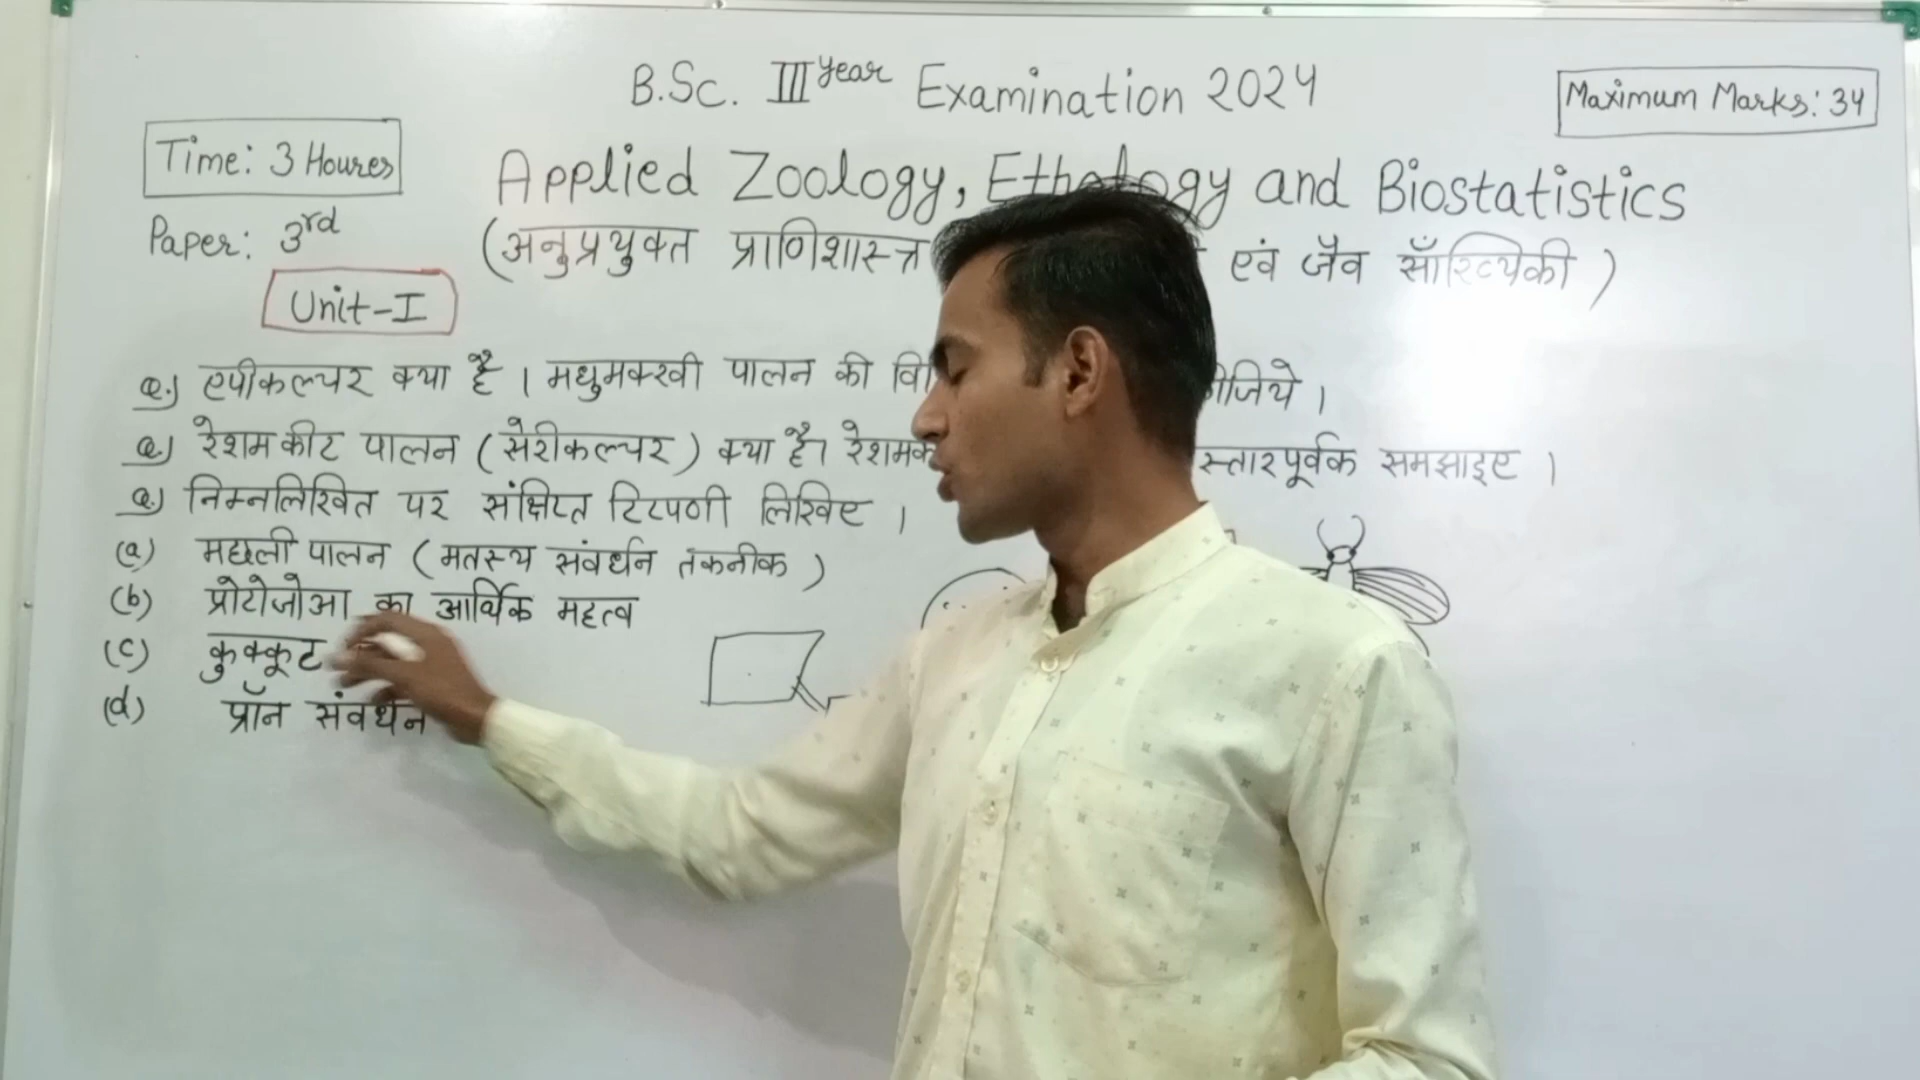 B.Sc. III year Examination 2024
Maximum Marks: 34
Time: 3 Houres
Applied Zoology, Ethology and Biostatistics
Paper: 3rd
(अनुप्रयुक्त प्राणिशास्त्र एवं जैव साँख्यिकी)
Unit-I
Q.) एपीकल्चर क्या है । मधुमक्खी पालन की
Q.) रेशमकीट पालन (सेरीकल्चर) क्या है। समझाइए ।
Q.) निम्नलिखित पर संक्षिप्त टिप्पणी लिखिए ।
(a) मछली पालन (मतस्य संवर्धन तकनीक)
(b) प्रोटोजोआ का आर्थिक महत्व
(c) कुक्कूट
(d) प्रॉन संवर्धन